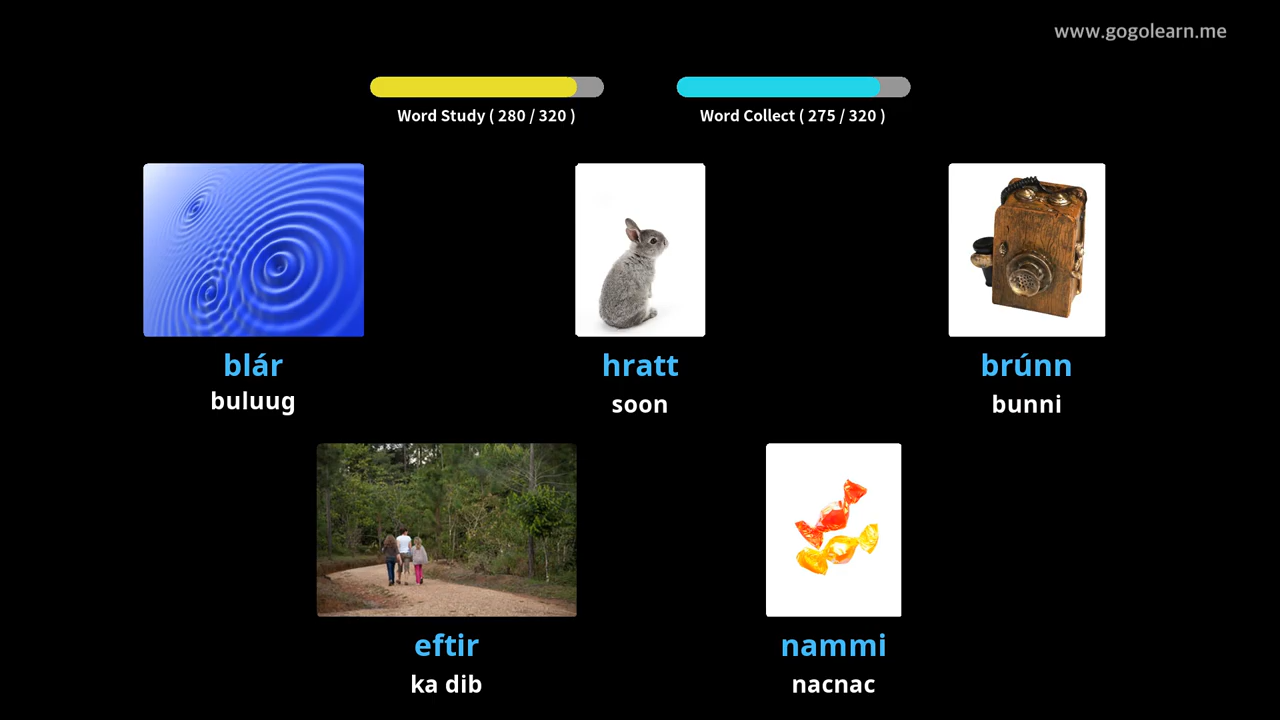 www.gogolearn.me
Word Study ( 280 / 320 )
Word Collect ( 275 / 320 )
blár
buluug
hratt
soon
brúnn
bunni
eftir
ka dib
nammi
nacnac